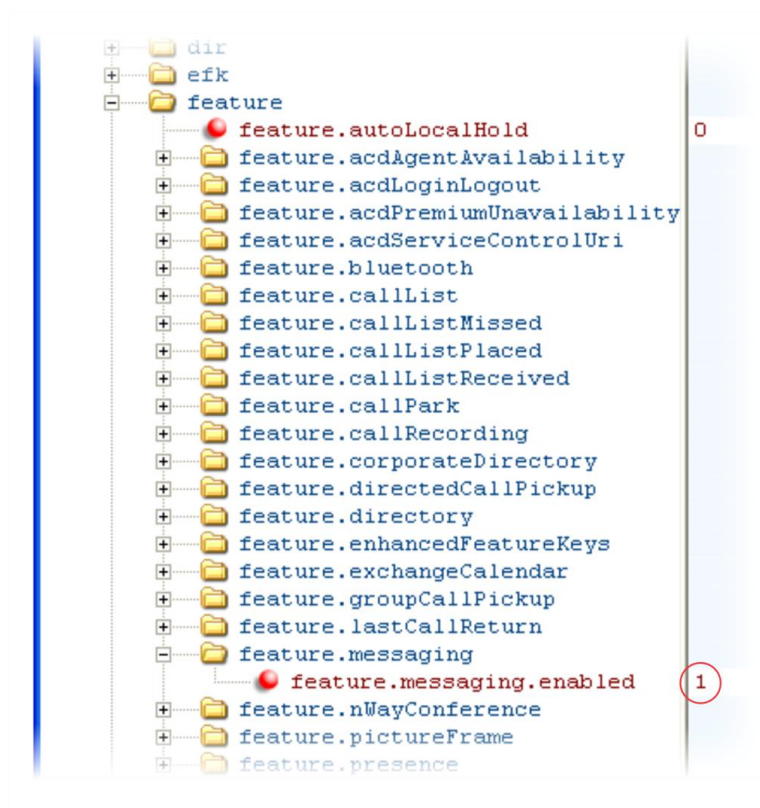 dir
efk
feature
feature.autoLocalHold 0
feature.acdAgentAvailability
feature.acdLoginLogout
feature.acdPremiumUnavailability
feature.acdServiceControlUri
feature.bluetooth
feature.callList
feature.callListMissed
feature.callListPlaced
feature.callListReceived
feature.callPark
feature.callRecording
feature.corporateDirectory
feature.directedCallPickup
feature.directory
feature.enhancedFeatureKeys
feature.exchangeCalendar
feature.groupCallPickup
feature.lastCallReturn
feature.messaging
feature.messaging.enabled 1
feature.nWayConference
feature.pictureFrame
feature.presence